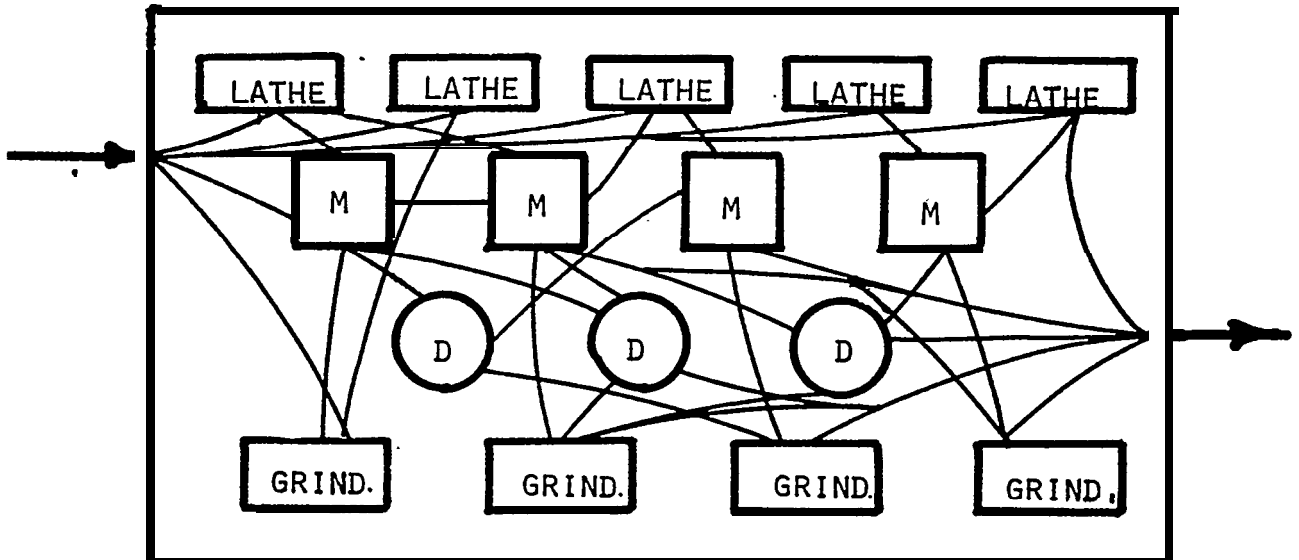 LATHE LATHE LATHE LATHE LATHE
M M M M
D D D
GRIND. GRIND. GRIND. GRIND.